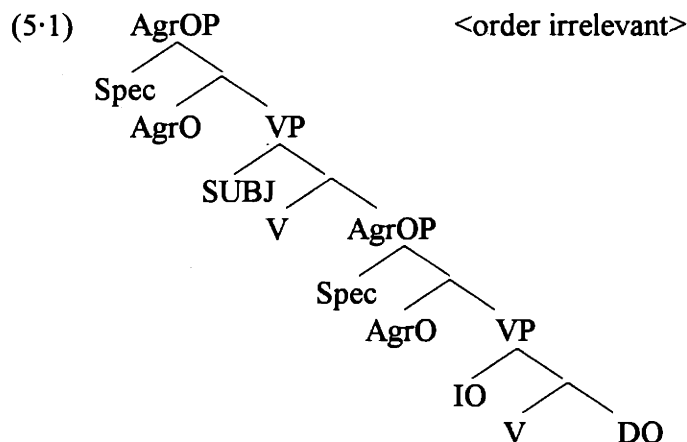 (5·1) AgrOP <order irrelevant>
Spec
AgrO VP
SUBJ
V AgrOP
Spec
AgrO VP
IO
V DO